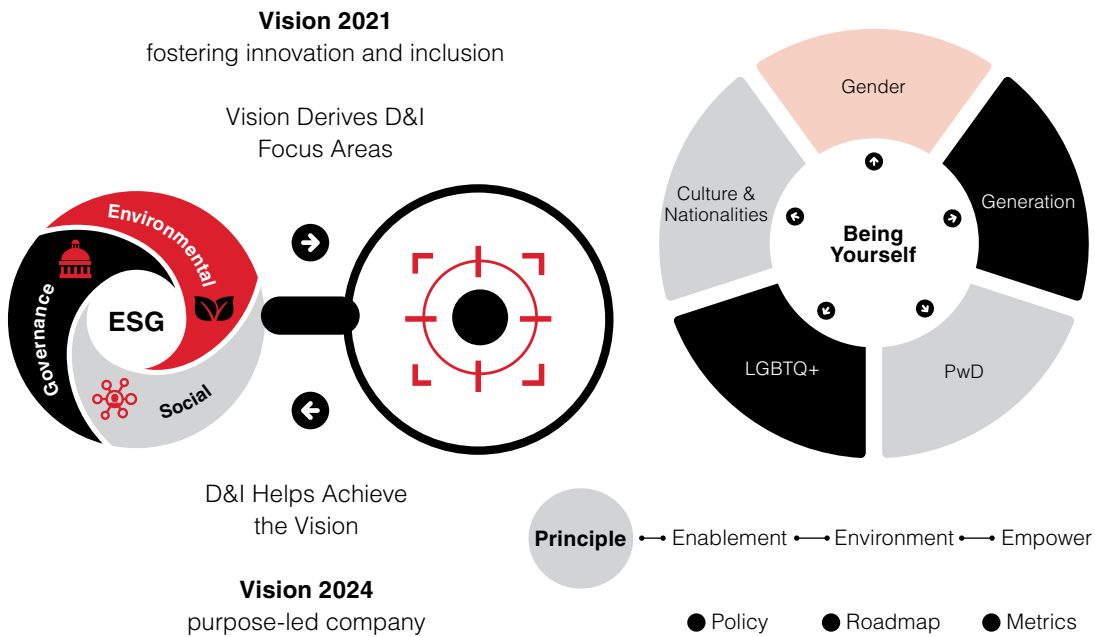 Vision 2021
fostering innovation and inclusion
Vision Derives D&I
Focus Areas
Environmental
Governance
ESG
Social
D&I Helps Achieve
the Vision
Vision 2024
purpose-led company
Gender
Culture &
Nationalities
Generation
Being
Yourself
LGBTQ+
PwD
Principle
Enablement
Environment
Empower
Policy
Roadmap
Metrics